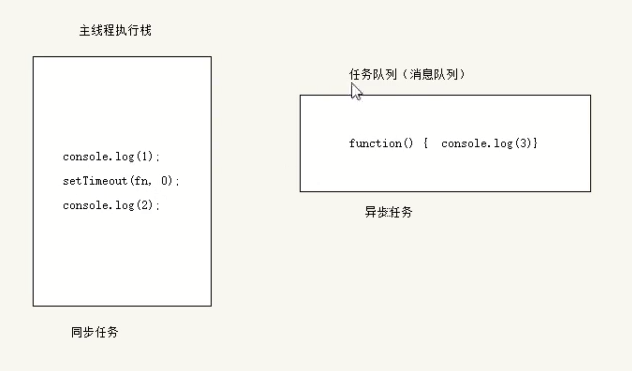 主线程执行栈
console.log(1);
setTimeout(fn, 0);
console.log(2);
同步任务
任务队列（消息队列）
function() {  console.log(3)}
异步任务